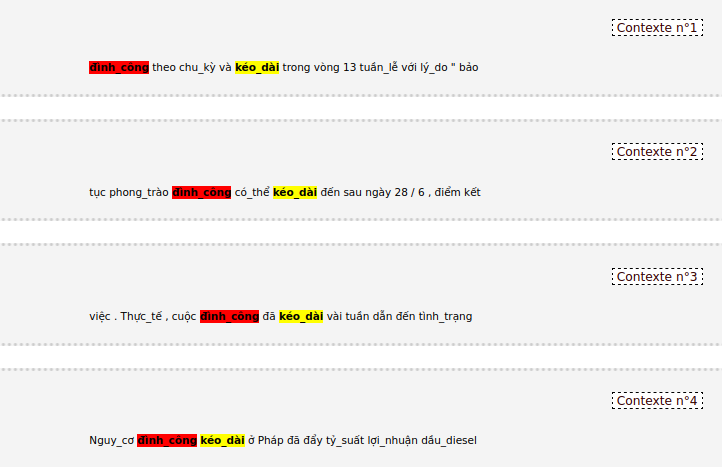 Contexte n°1
đình_công theo chu_kỳ và kéo_dài trong vòng 13 tuần_lễ với lý_do " bảo
Contexte n°2
tục phong_trào đình_công có_thể kéo_dài đến sau ngày 28 / 6 , điểm kết
Contexte n°3
việc . Thực_tế , cuộc đình_công đã kéo_dài vài tuần dẫn đến tình_trạng
Contexte n°4
Nguy_cơ đình_công kéo_dài ở Pháp đã đẩy tỷ_suất lợi_nhuận dầu_diesel